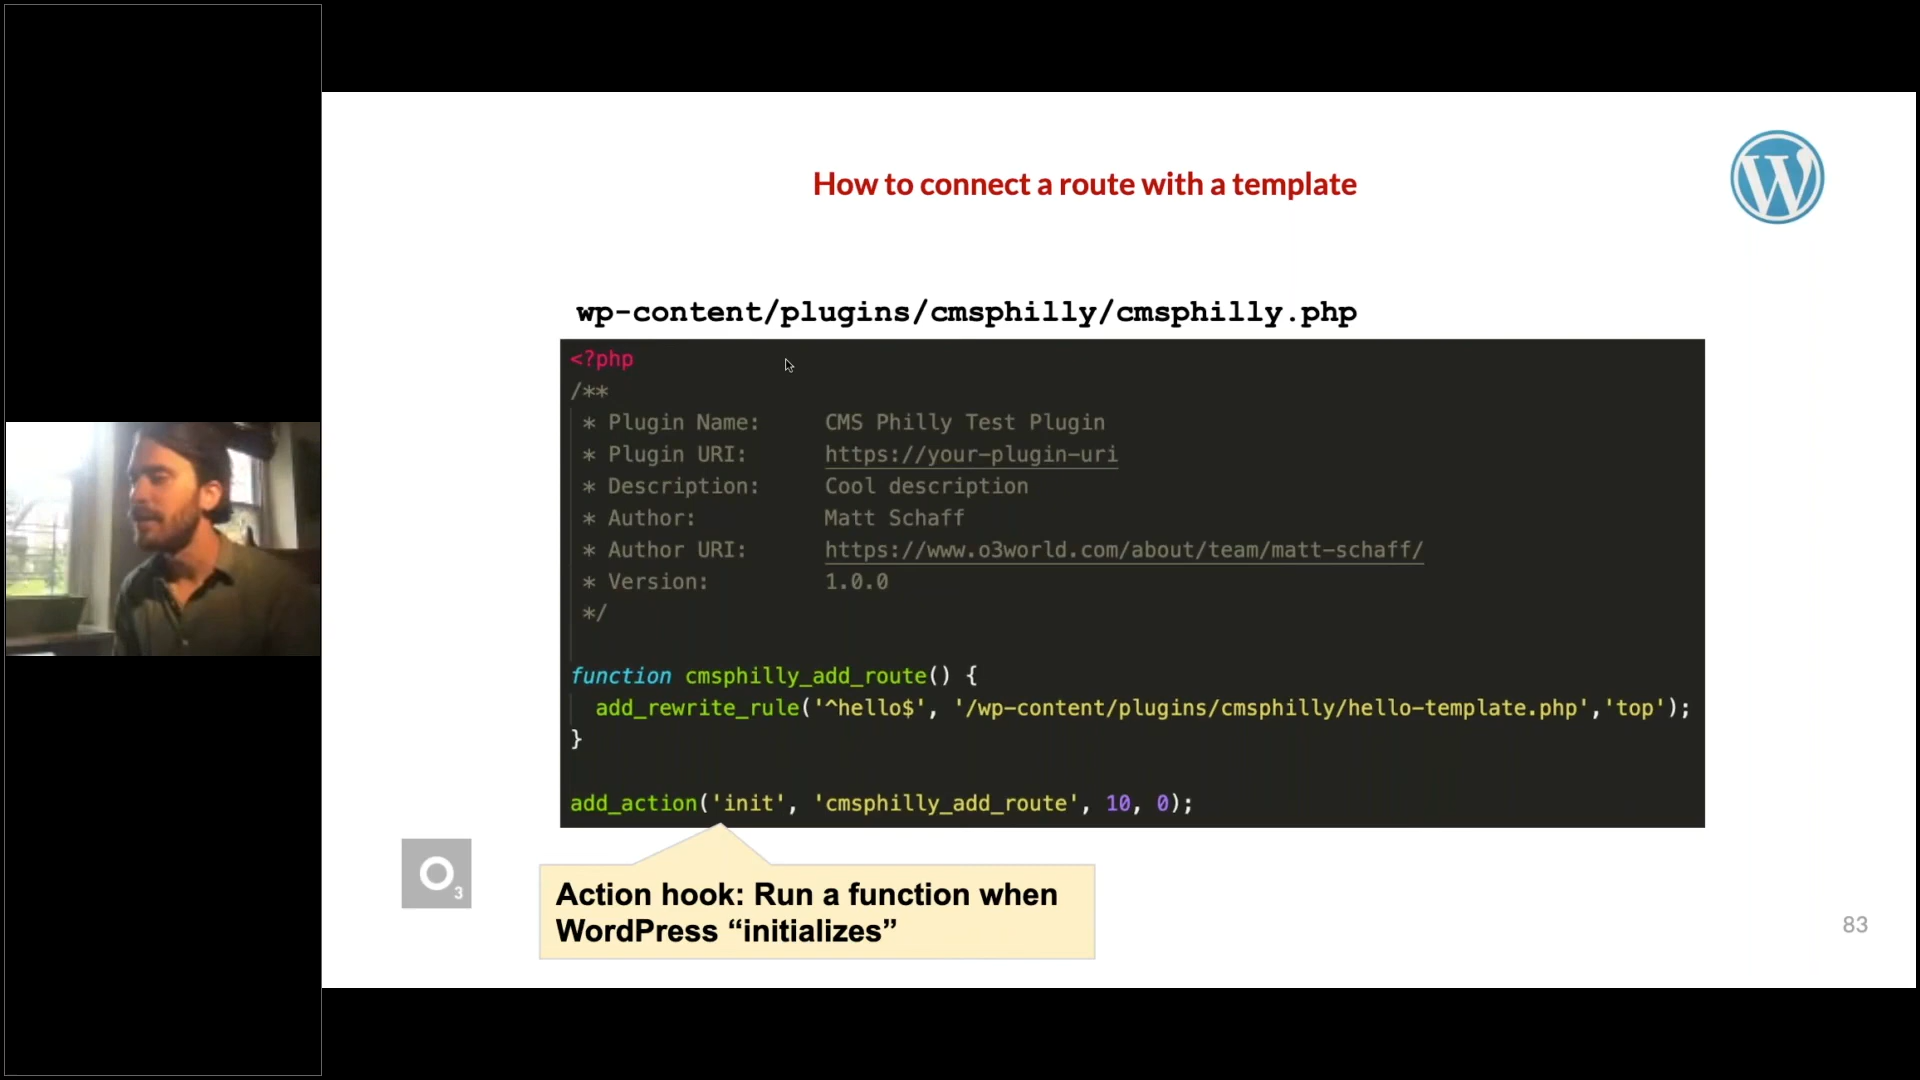 How to connect a route with a template
wp-content/plugins/cmsphilly/cmsphilly.php
<?php
/**
* Plugin Name: CMS Philly Test Plugin
* Plugin URI: https://your-plugin-uri
* Description: Cool description
* Author: Matt Schaff
* Author URI: https://www.o3world.com/about/team/matt-schaff/
* Version: 1.0.0
*/
function cmsphilly_add_route() {
add_rewrite_rule('^hello$', '/wp-content/plugins/cmsphilly/hello-template.php','top');
}
add_action('init', 'cmsphilly_add_route', 10, 0);
Action hook: Run a function when
WordPress “initializes”
O3
83